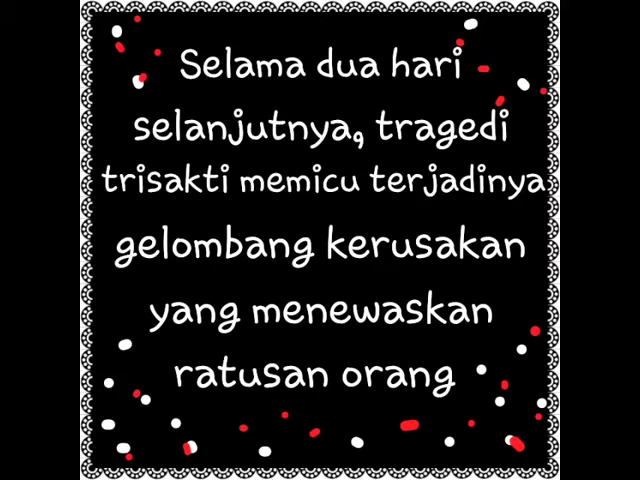 Selama dua hari
selanjutnya, tragedi
trisakti memicu terjadinya
gelombang kerusakan
yang menewaskan
ratusan orang